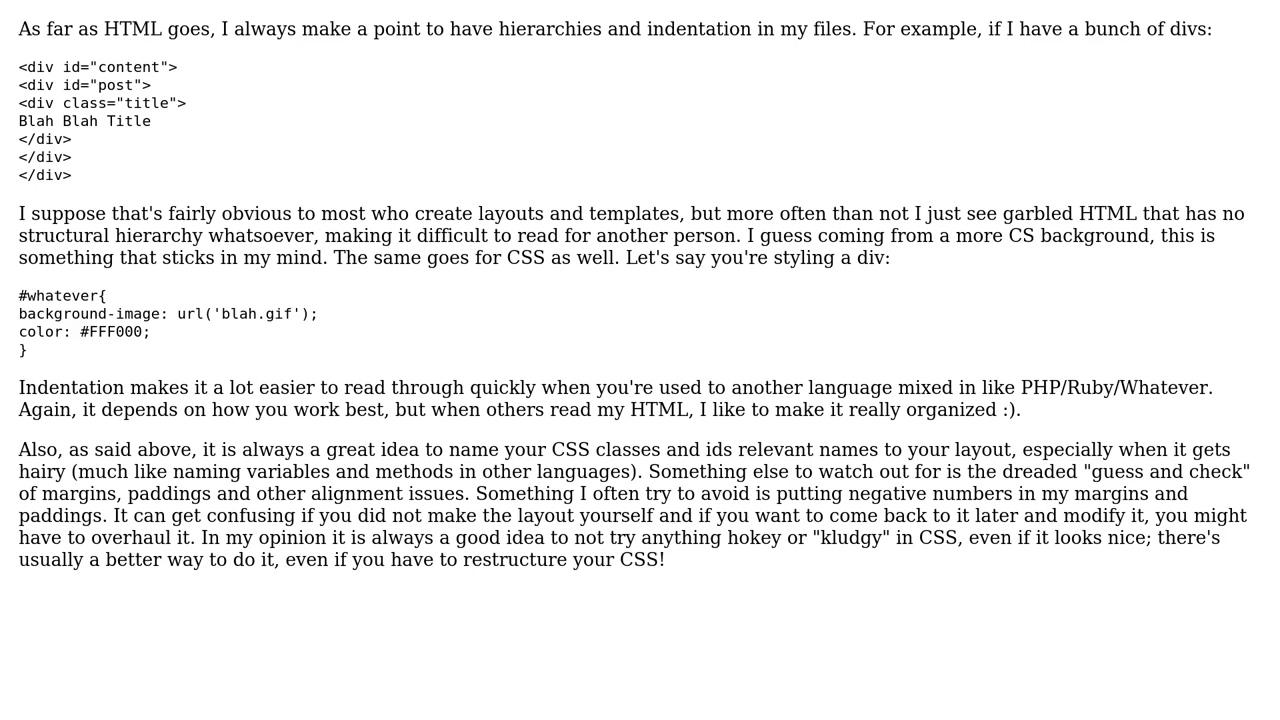 As far as HTML goes, I always make a point to have hierarchies and indentation in my files. For example, if I have a bunch of divs:
<div id="content">
<div id="post">
<div class="title">
Blah Blah Title
</div>
</div>
</div>
I suppose that's fairly obvious to most who create layouts and templates, but more often than not I just see garbled HTML that has no
structural hierarchy whatsoever, making it difficult to read for another person. I guess coming from a more CS background, this is
something that sticks in my mind. The same goes for CSS as well. Let's say you're styling a div:
#whatever{
background-image: url('blah.gif');
color: #FFF000;
}
Indentation makes it a lot easier to read through quickly when you're used to another language mixed in like PHP/Ruby/Whatever.
Again, it depends on how you work best, but when others read my HTML, I like to make it really organized :).
Also, as said above, it is always a great idea to name your CSS classes and ids relevant names to your layout, especially when it gets
hairy (much like naming variables and methods in other languages). Something else to watch out for is the dreaded "guess and check"
of margins, paddings and other alignment issues. Something I often try to avoid is putting negative numbers in my margins and
paddings. It can get confusing if you did not make the layout yourself and if you want to come back to it later and modify it, you might
have to overhaul it. In my opinion it is always a good idea to not try anything hokey or "kludgy" in CSS, even if it looks nice; there's
usually a better way to do it, even if you have to restructure your CSS!